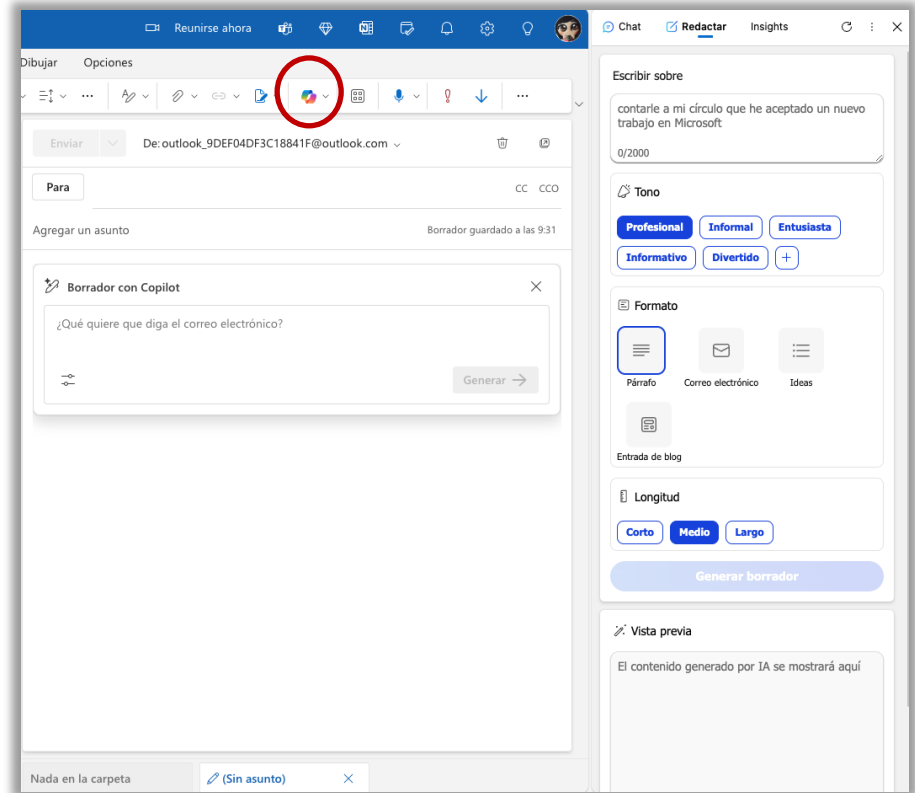 Reunirse ahora
Dibujar Opciones
Enviar De: outlook_9DEF04DF3C18841F@outlook.com
Para CC CCO
Agregar un asunto Borrador guardado a las 9:31
Borrador con Copilot
¿Qué quiere que diga el correo electrónico?
Generar
Nada en la carpeta (Sin asunto)
Chat Redactar Insights
Escribir sobre
contarle a mi círculo que he aceptado un nuevo
trabajo en Microsoft
0/2000
Tono
Profesional Informal Entusiasta
Informativo Divertido +
Formato
Párrafo Correo electrónico Ideas
Entrada de blog
Longitud
Corto Medio Largo
Generar borrador
Vista previa
El contenido generado por IA se mostrará aquí